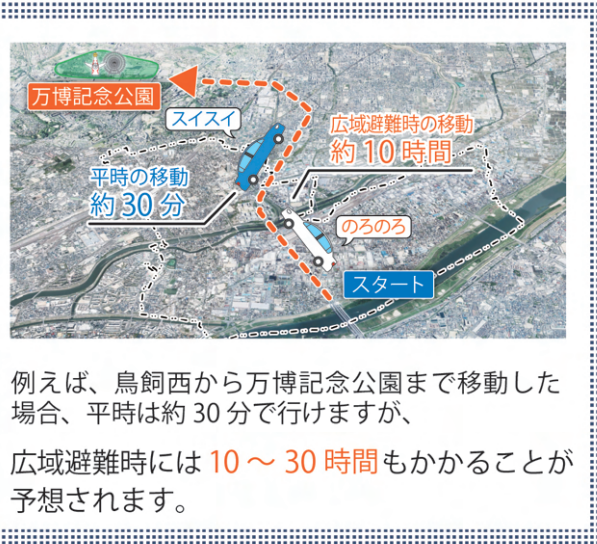 万博記念公園
スイスイ
広域避難時の移動
約10時間
平時の移動
約30分
のろのろ
スタート
例えば、鳥飼西から万博記念公園まで移動した
場合、平時は約30分で行けますが、
広域避難時には10～30時間もかかることが
予想されます。